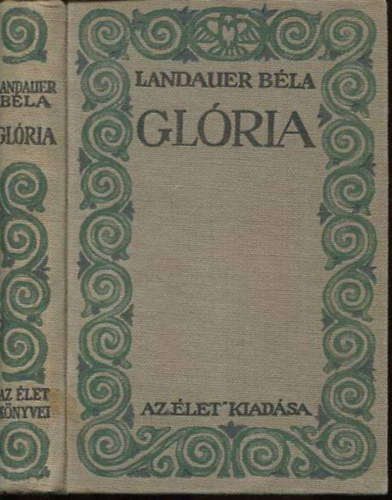 LANDAUER
BÉLA
GLÓRIA
AZ ÉLET
KÖNYVEI
LANDAUER BÉLA
GLÓRIA
AZ„ÉLET”KIADÁSA